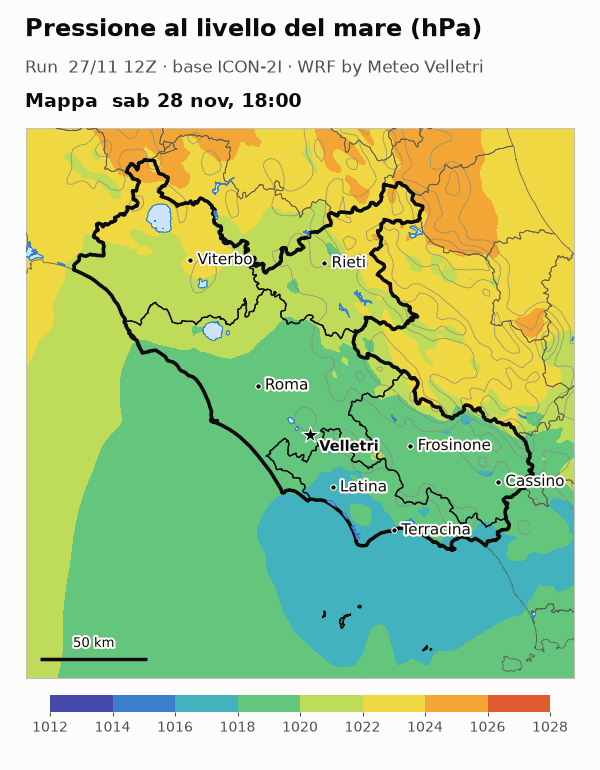 Pressione al livello del mare (hPa)
Run  27/11 12Z · base ICON-2I · WRF by Meteo Velletri
Mappa  sab 28 nov, 18:00
Viterbo
Rieti
Roma
Velletri
Frosinone
Cassino
Latina
Terracina
50 km
1012 1014 1016 1018 1020 1022 1024 1026 1028